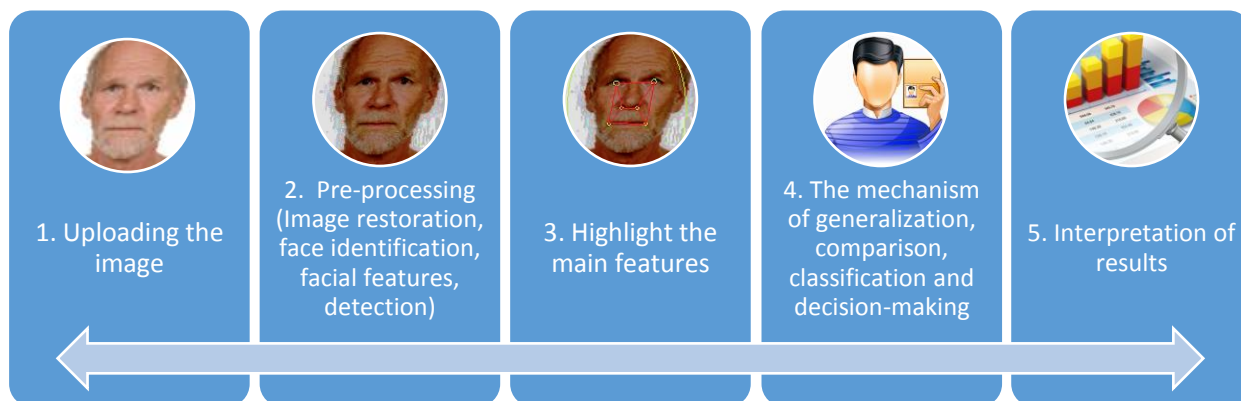 1. Uploading the
image
2. Pre-processing
(Image restoration,
face identification,
facial features,
detection)
3. Highlight the
main features
4. The mechanism
of generalization,
comparison,
classification and
decision-making
5. Interpretation of
results